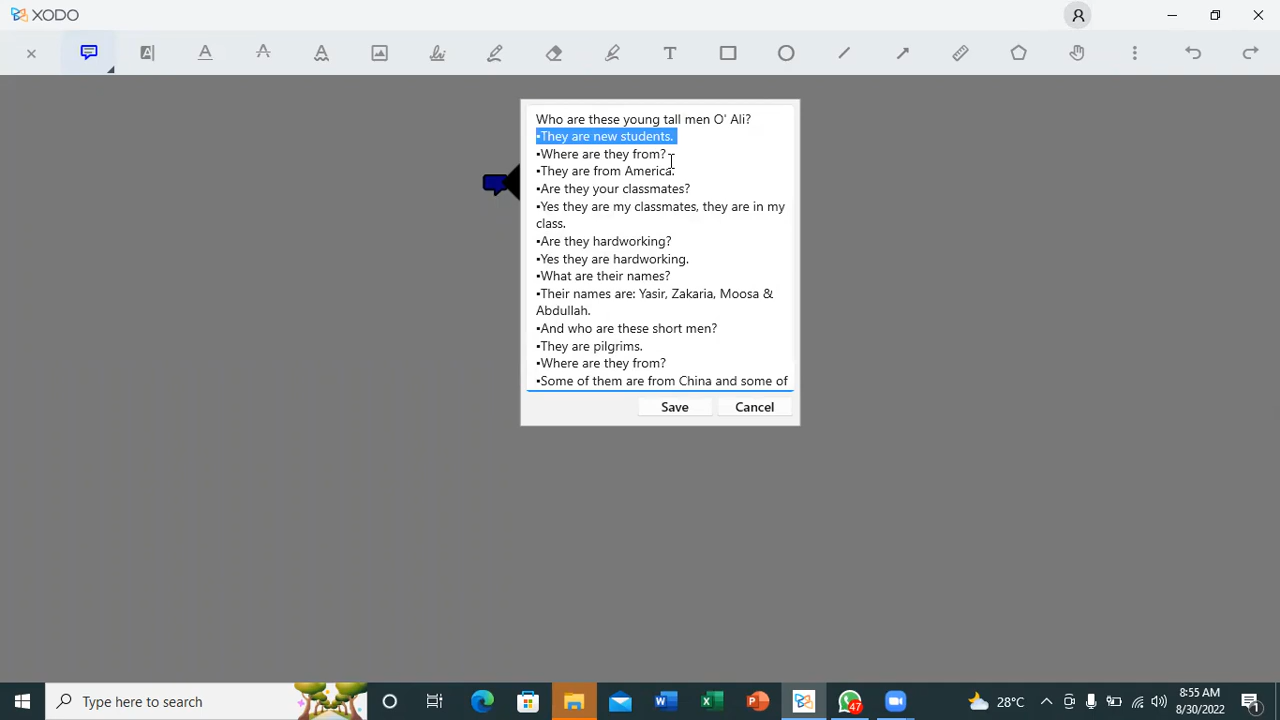 XODO
Who are these young tall men O' Ali?
▪They are new students.
▪Where are they from?
▪They are from America.
▪Are they your classmates?
▪Yes they are my classmates, they are in my
class.
▪Are they hardworking?
▪Yes they are hardworking.
▪What are their names?
▪Their names are: Yasir, Zakaria, Moosa &
Abdullah.
▪And who are these short men?
▪They are pilgrims.
▪Where are they from?
▪Some of them are from China and some of
Save Cancel
Type here to search
47
28°C
8:55 AM
8/30/2022
1